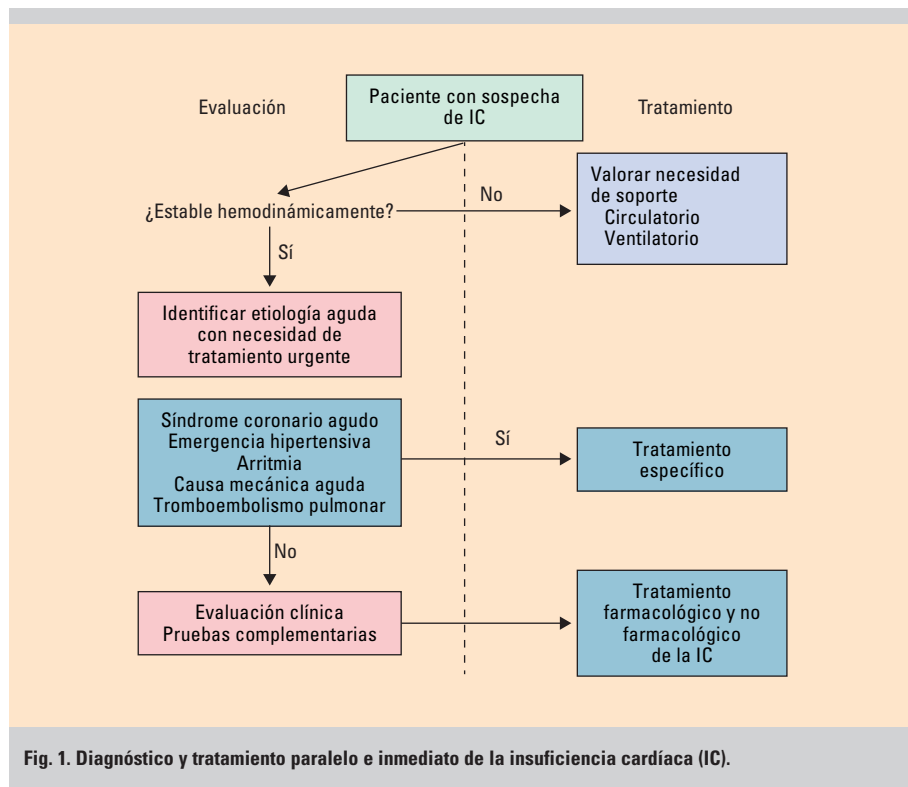 Evaluación
Paciente con sospecha
de IC
Tratamiento
¿Estable hemodinámicamente?
No
Valorar necesidad
de soporte
Circulatorio
Ventilatorio
Sí
Identificar etiología aguda
con necesidad de
tratamiento urgente
Síndrome coronario agudo
Emergencia hipertensiva
Arritmia
Causa mecánica aguda
Tromboembolismo pulmonar
Sí
Tratamiento
específico
No
Evaluación clínica
Pruebas complementarias
Tratamiento
farmacológico y no
farmacológico
de la IC
Fig. 1. Diagnóstico y tratamiento paralelo e inmediato de la insuficiencia cardíaca (IC).